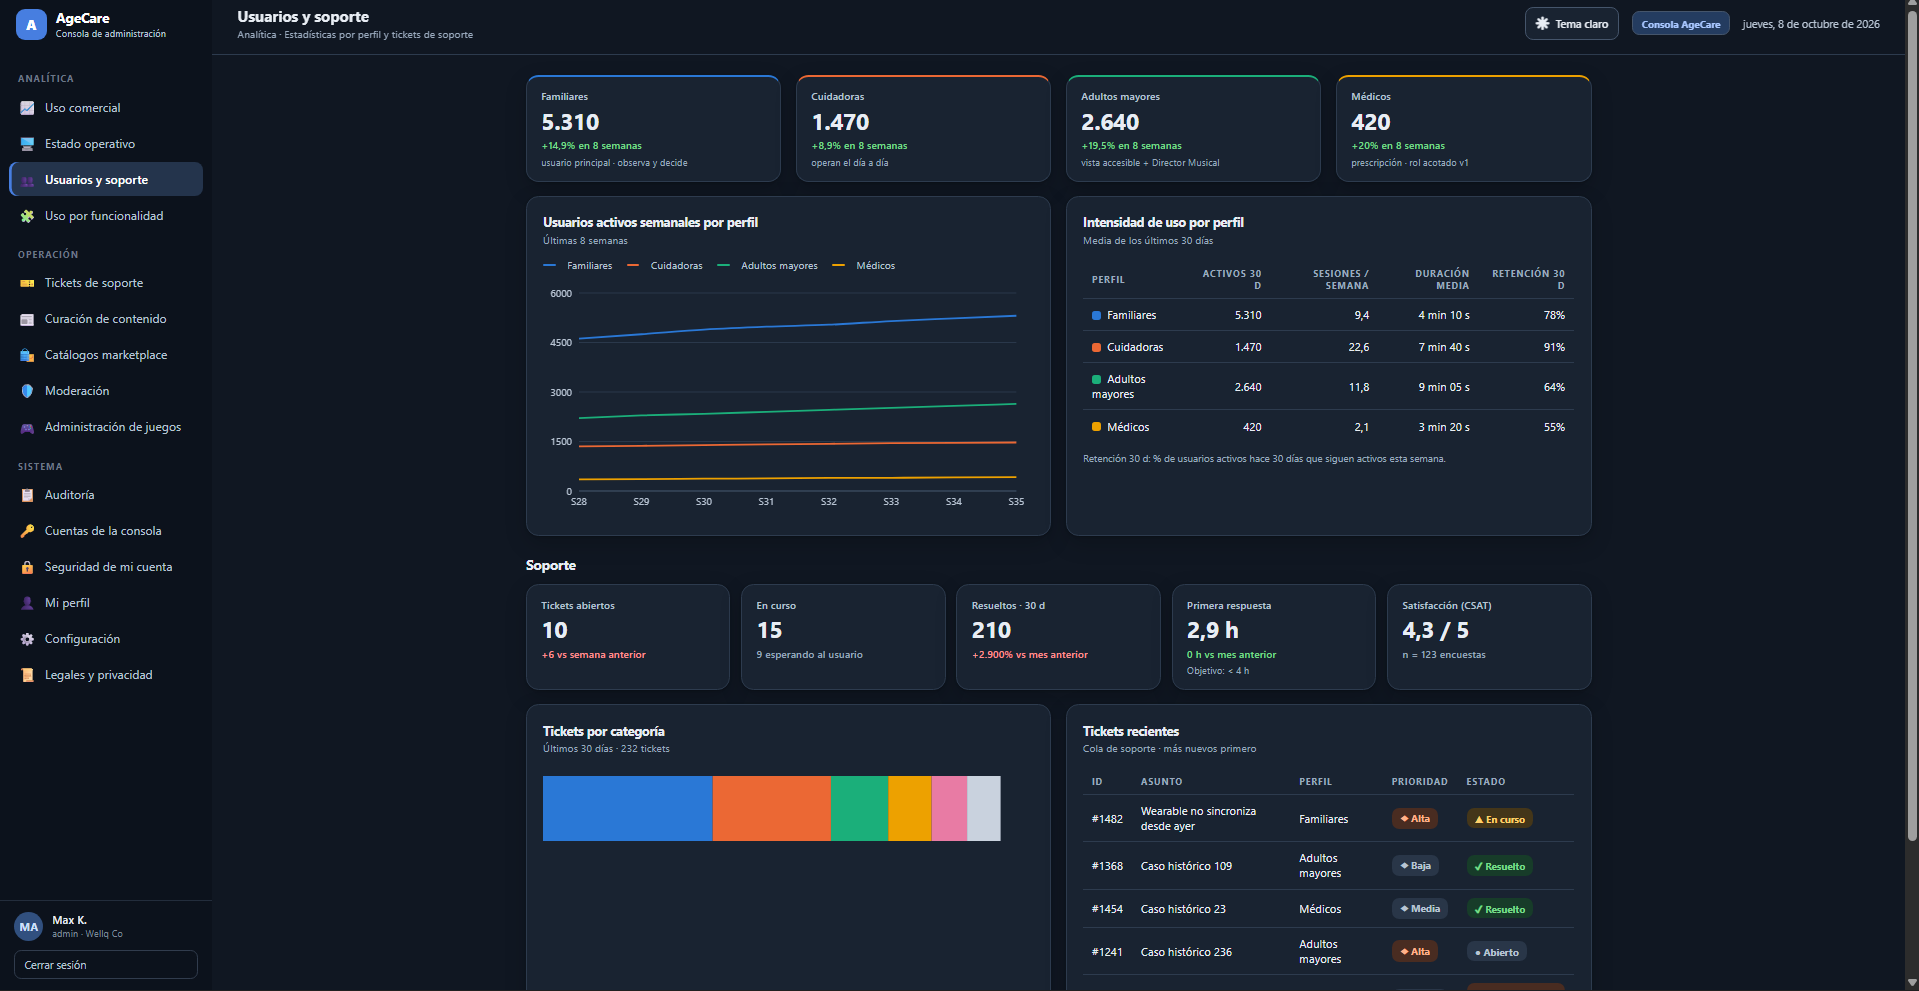 A
AgeCare
Consola de administración
ANALÍTICA
Uso comercial
Estado operativo
Usuarios y soporte
Uso por funcionalidad
OPERACIÓN
Tickets de soporte
Curación de contenido
Catálogos marketplace
Moderación
Administración de juegos
SISTEMA
Auditoría
Cuentas de la consola
Seguridad de mi cuenta
Mi perfil
Configuración
Legales y privacidad
MA
Max K.
admin · Wellq Co
Cerrar sesión
Usuarios y soporte
Analítica · Estadísticas por perfil y tickets de soporte
Tema claro
Consola AgeCare
jueves, 8 de octubre de 2026
Familiares
5.310
+14,9% en 8 semanas
usuario principal · observa y decide
Cuidadoras
1.470
+8,9% en 8 semanas
operan el día a día
Adultos mayores
2.640
+19,5% en 8 semanas
vista accesible + Director Musical
Médicos
420
+20% en 8 semanas
prescripción · rol acotado v1
Usuarios activos semanales por perfil
Últimas 8 semanas
Familiares Cuidadoras Adultos mayores Médicos
6000
4500
3000
1500
0
S28 S29 S30 S31 S32 S33 S34 S35
Intensidad de uso por perfil
Media de los últimos 30 días
PERFIL ACTIVOS 30 D SESIONES / SEMANA DURACIÓN MEDIA RETENCIÓN 30 D
Familiares 5.310 9,4 4 min 10 s 78%
Cuidadoras 1.470 22,6 7 min 40 s 91%
Adultos mayores 2.640 11,8 9 min 05 s 64%
Médicos 420 2,1 3 min 20 s 55%
Retención 30 d: % de usuarios activos hace 30 días que siguen activos esta semana.
Soporte
Tickets abiertos
10
+6 vs semana anterior
En curso
15
9 esperando al usuario
Resueltos · 30 d
210
+2.900% vs mes anterior
Primera respuesta
2,9 h
0 h vs mes anterior
Objetivo: < 4 h
Satisfacción (CSAT)
4,3 / 5
n = 123 encuestas
Tickets por categoría
Últimos 30 días · 232 tickets
Tickets recientes
Cola de soporte · más nuevos primero
ID ASUNTO PERFIL PRIORIDAD ESTADO
#1482 Wearable no sincroniza desde ayer Familiares Alta En curso
#1368 Caso histórico 109 Adultos mayores Baja Resuelto
#1454 Caso histórico 23 Médicos Media Resuelto
#1241 Caso histórico 236 Adultos mayores Alta Abierto